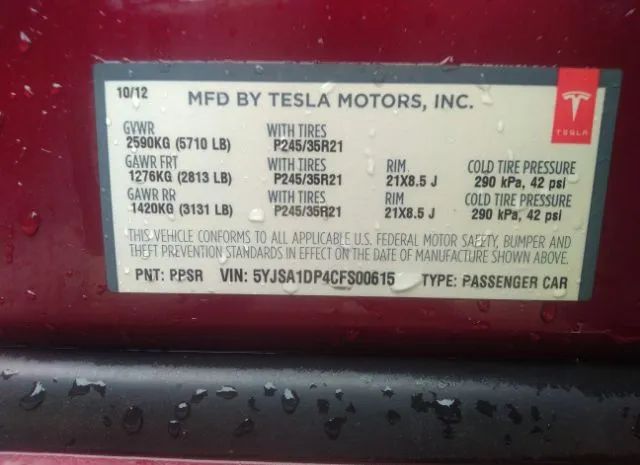 10/12 MFD BY TESLA MOTORS, INC.
TESLA
GVWR WITH TIRES
2590KG (5710 LB) P245/35R21
GAWR FRT WITH TIRES RIM COLD TIRE PRESSURE
1276KG (2813 LB) P245/35R21 21X8.5 J 290 kPa, 42 psi
GAWR RR WITH TIRES RIM COLD TIRE PRESSURE
1420KG (3131 LB) P245/35R21 21X8.5 J 290 kPa, 42 psi
THIS VEHICLE CONFORMS TO ALL APPLICABLE U.S. FEDERAL MOTOR SAFETY, BUMPER AND
THEFT PREVENTION STANDARDS IN EFFECT ON THE DATE OF MANUFACTURE SHOWN ABOVE.
PNT: PPSR VIN: 5YJSA1DP4CFS00615 TYPE: PASSENGER CAR